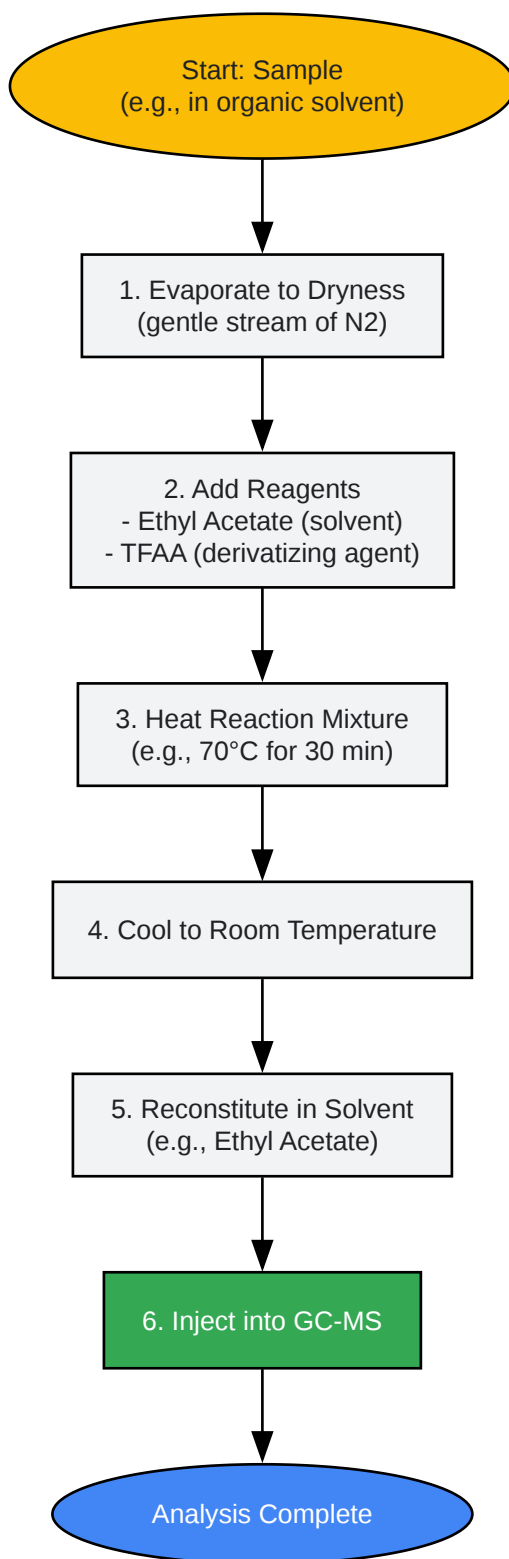 Start: Sample
(e.g., in organic solvent)
1. Evaporate to Dryness
(gentle stream of N2)
2. Add Reagents
- Ethyl Acetate (solvent)
- TFAA (derivatizing agent)
3. Heat Reaction Mixture
(e.g., 70°C for 30 min)
4. Cool to Room Temperature
5. Reconstitute in Solvent
(e.g., Ethyl Acetate)
6. Inject into GC-MS
Analysis Complete